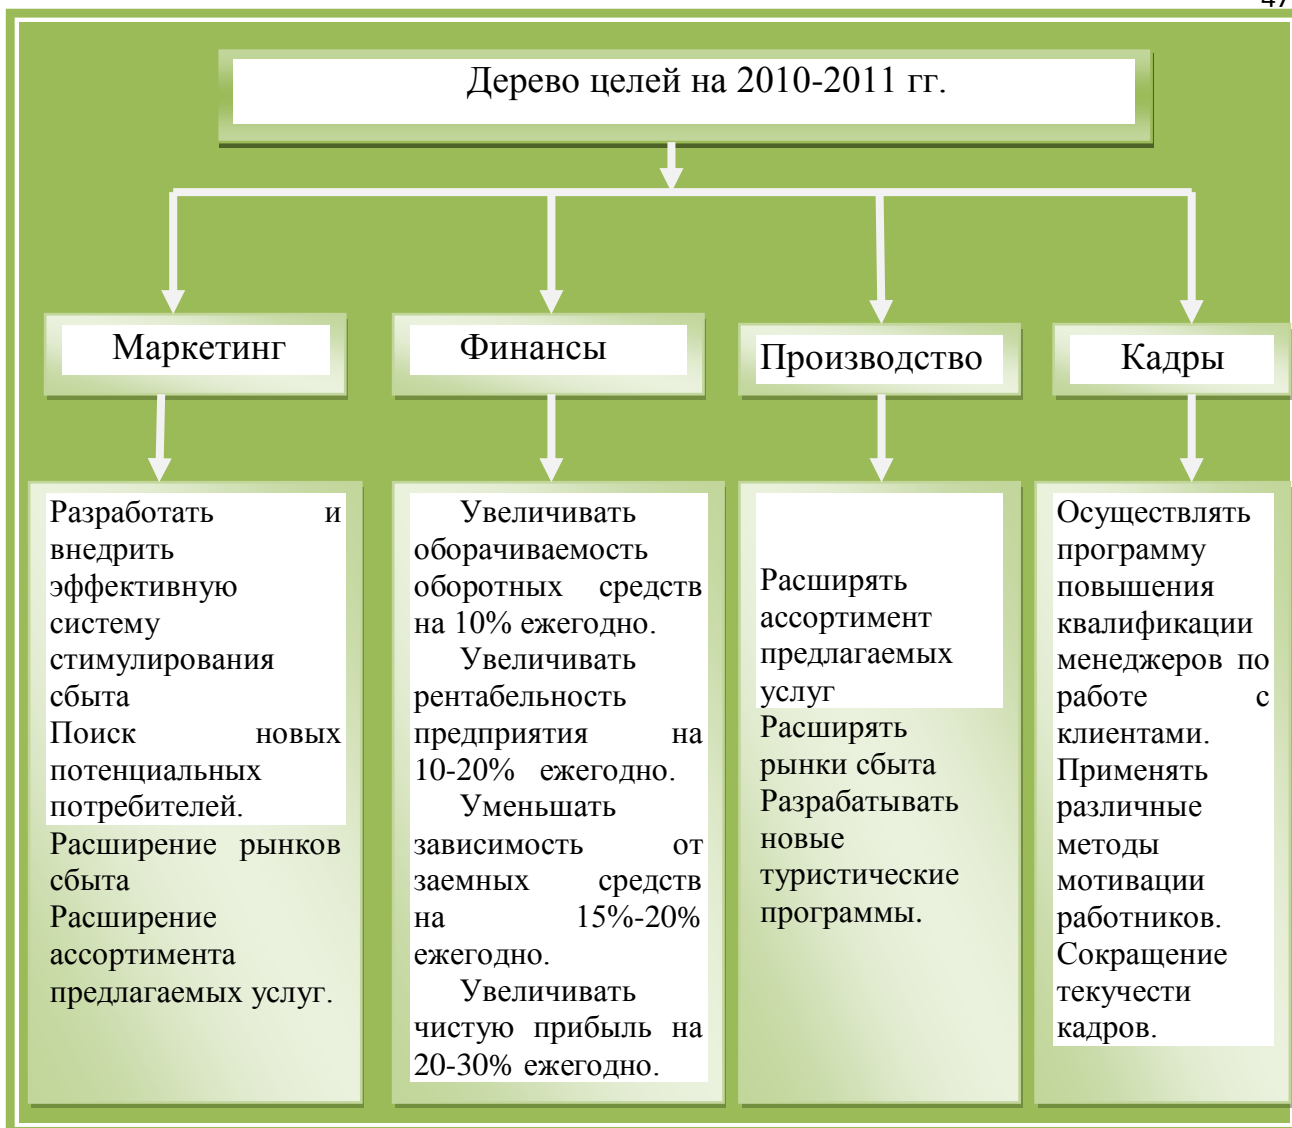 47
Дерево целей на 2010-2011 гг.
Маркетинг
Финансы
Производство
Кадры
Разработать и
внедрить
эффективную
систему
стимулирования
сбыта
Поиск новых
потенциальных
потребителей.
Расширение рынков
сбыта
Расширение
ассортимента
предлагаемых услуг.
Увеличивать
оборачиваемость
оборотных средств
на 10% ежегодно.
Увеличивать
рентабельность
предприятия на
10-20% ежегодно.
Уменьшать
зависимость от
заемных средств
на 15%-20%
ежегодно.
Увеличивать
чистую прибыль на
20-30% ежегодно.
Расширять
ассортимент
предлагаемых
услуг
Расширять
рынки сбыта
Разрабатывать
новые
туристические
программы.
Осуществлять
программу
повышения
квалификации
менеджеров по
работе с
клиентами.
Применять
различные
методы
мотивации
работников.
Сокращение
текучести
кадров.